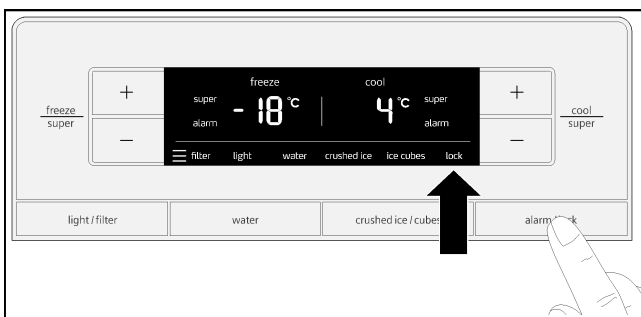 freeze cool
super super
-18°C 4°C
alarm alarm
filter light water crushed ice ice cubes lock
+ +
freeze
super
cool
super
− −
light / filter water crushed ice / cubes